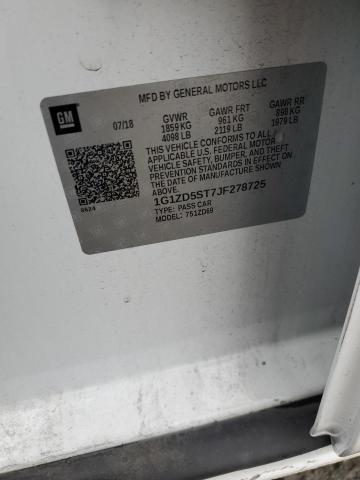 GM
MFD BY GENERAL MOTORS LLC
07/18 GVWR GAWR FRT GAWR RR
1859 KG 961 KG 898 KG
4098 LB 2119 LB 1979 LB
THIS VEHICLE CONFORMS TO ALL
APPLICABLE U.S. FEDERAL MOTOR
VEHICLE SAFETY, BUMPER, AND THEFT
PREVENTION STANDARDS IN EFFECT
ON THE DATE OF MANUFACTURE SHOWN
ABOVE.
1G1ZD5ST7JF278725
TYPE: PASS CAR
MODEL: 751ZD69